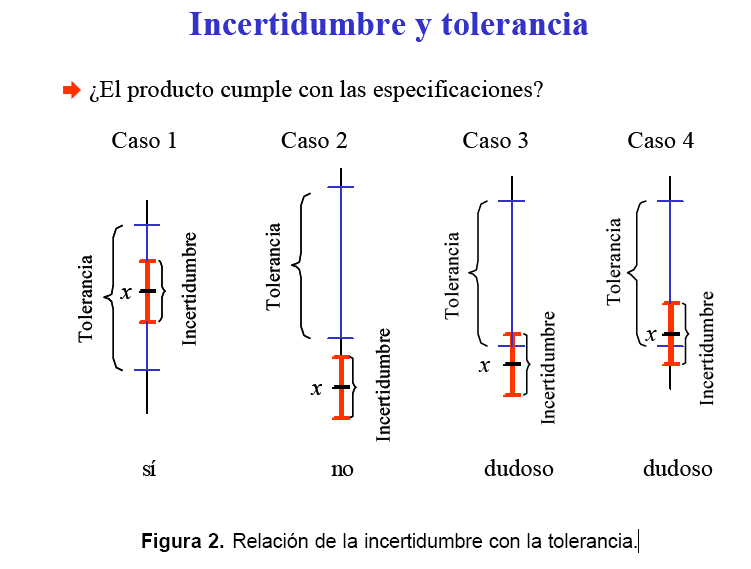 Incertidumbre y tolerancia
¿El producto cumple con las especificaciones?
Caso 1
Caso 2
Caso 3
Caso 4
Tolerancia
x
Incertidumbre
Tolerancia
x
Incertidumbre
Tolerancia
x
Incertidumbre
Tolerancia
x
Incertidumbre
sí
no
dudoso
dudoso
Figura 2. Relación de la incertidumbre con la tolerancia.